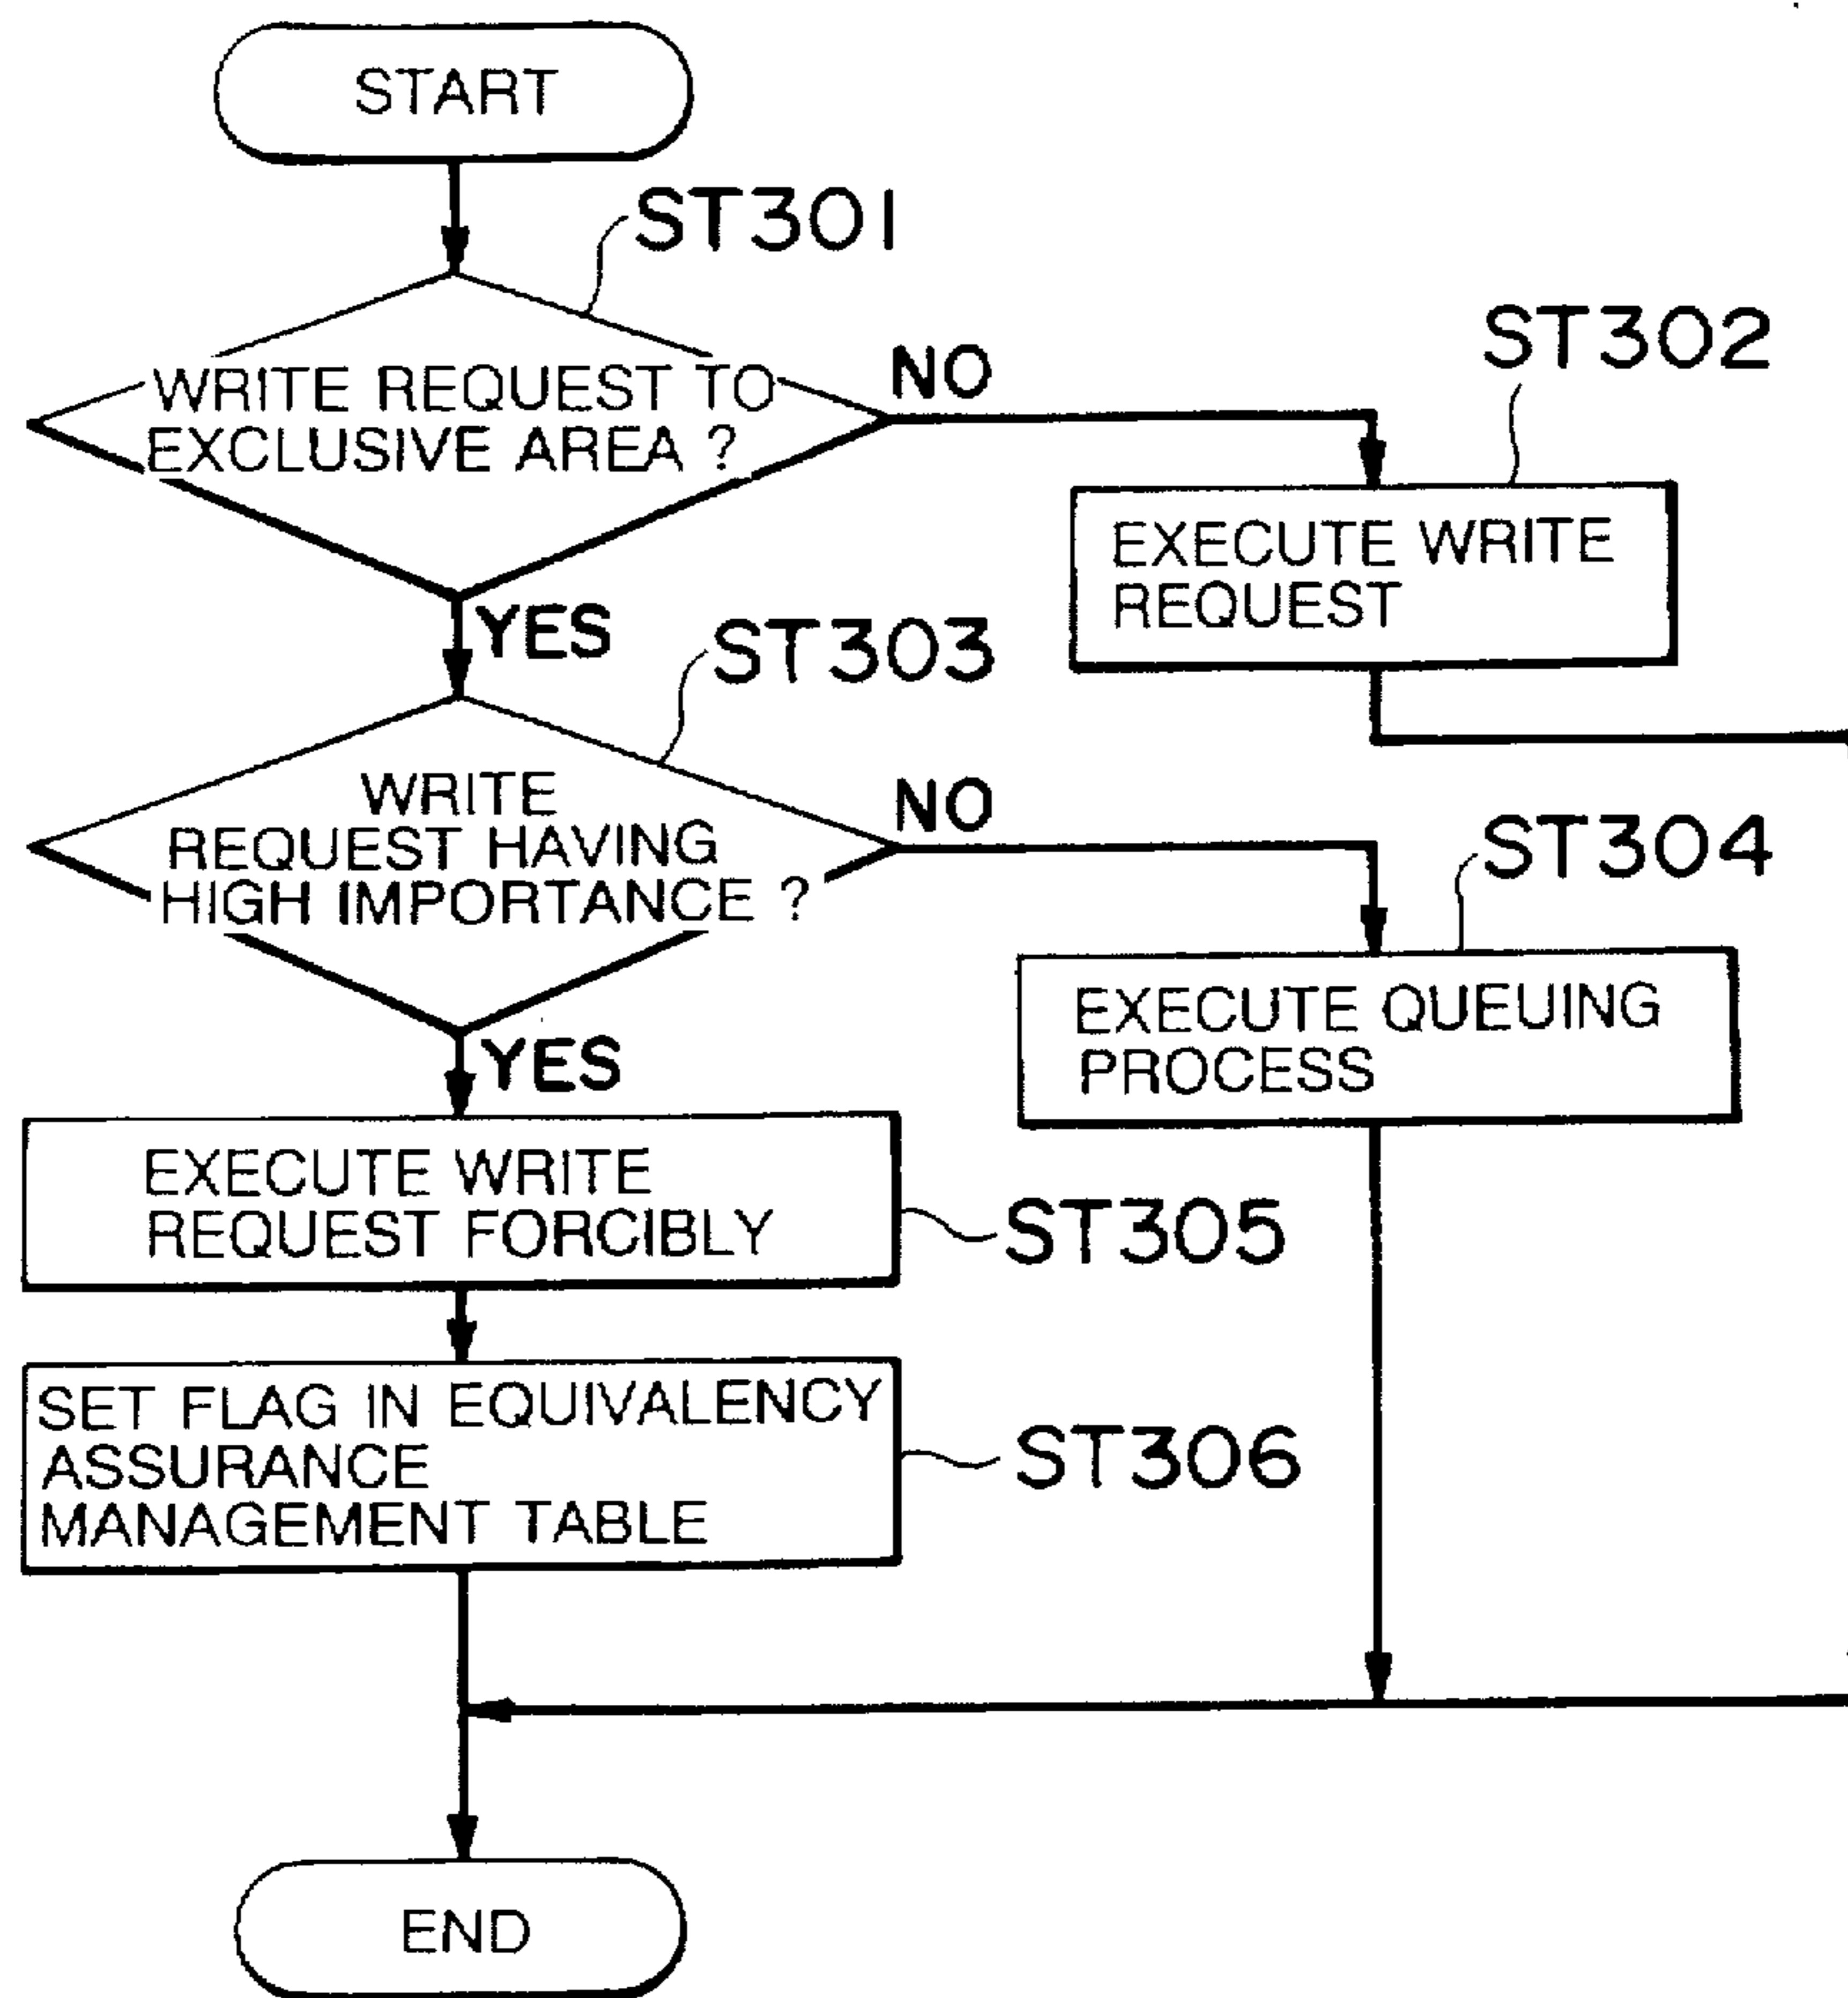 START
ST301
WRITE REQUEST TO
EXCLUSIVE AREA ?
NO
ST302
EXECUTE WRITE
REQUEST
YES
ST303
WRITE
REQUEST HAVING
HIGH IMPORTANCE ?
NO
ST304
EXECUTE QUEUING
PROCESS
YES
EXECUTE WRITE
REQUEST FORCIBLY
ST305
SET FLAG IN EQUIVALENCY
ASSURANCE
MANAGEMENT TABLE
ST306
END